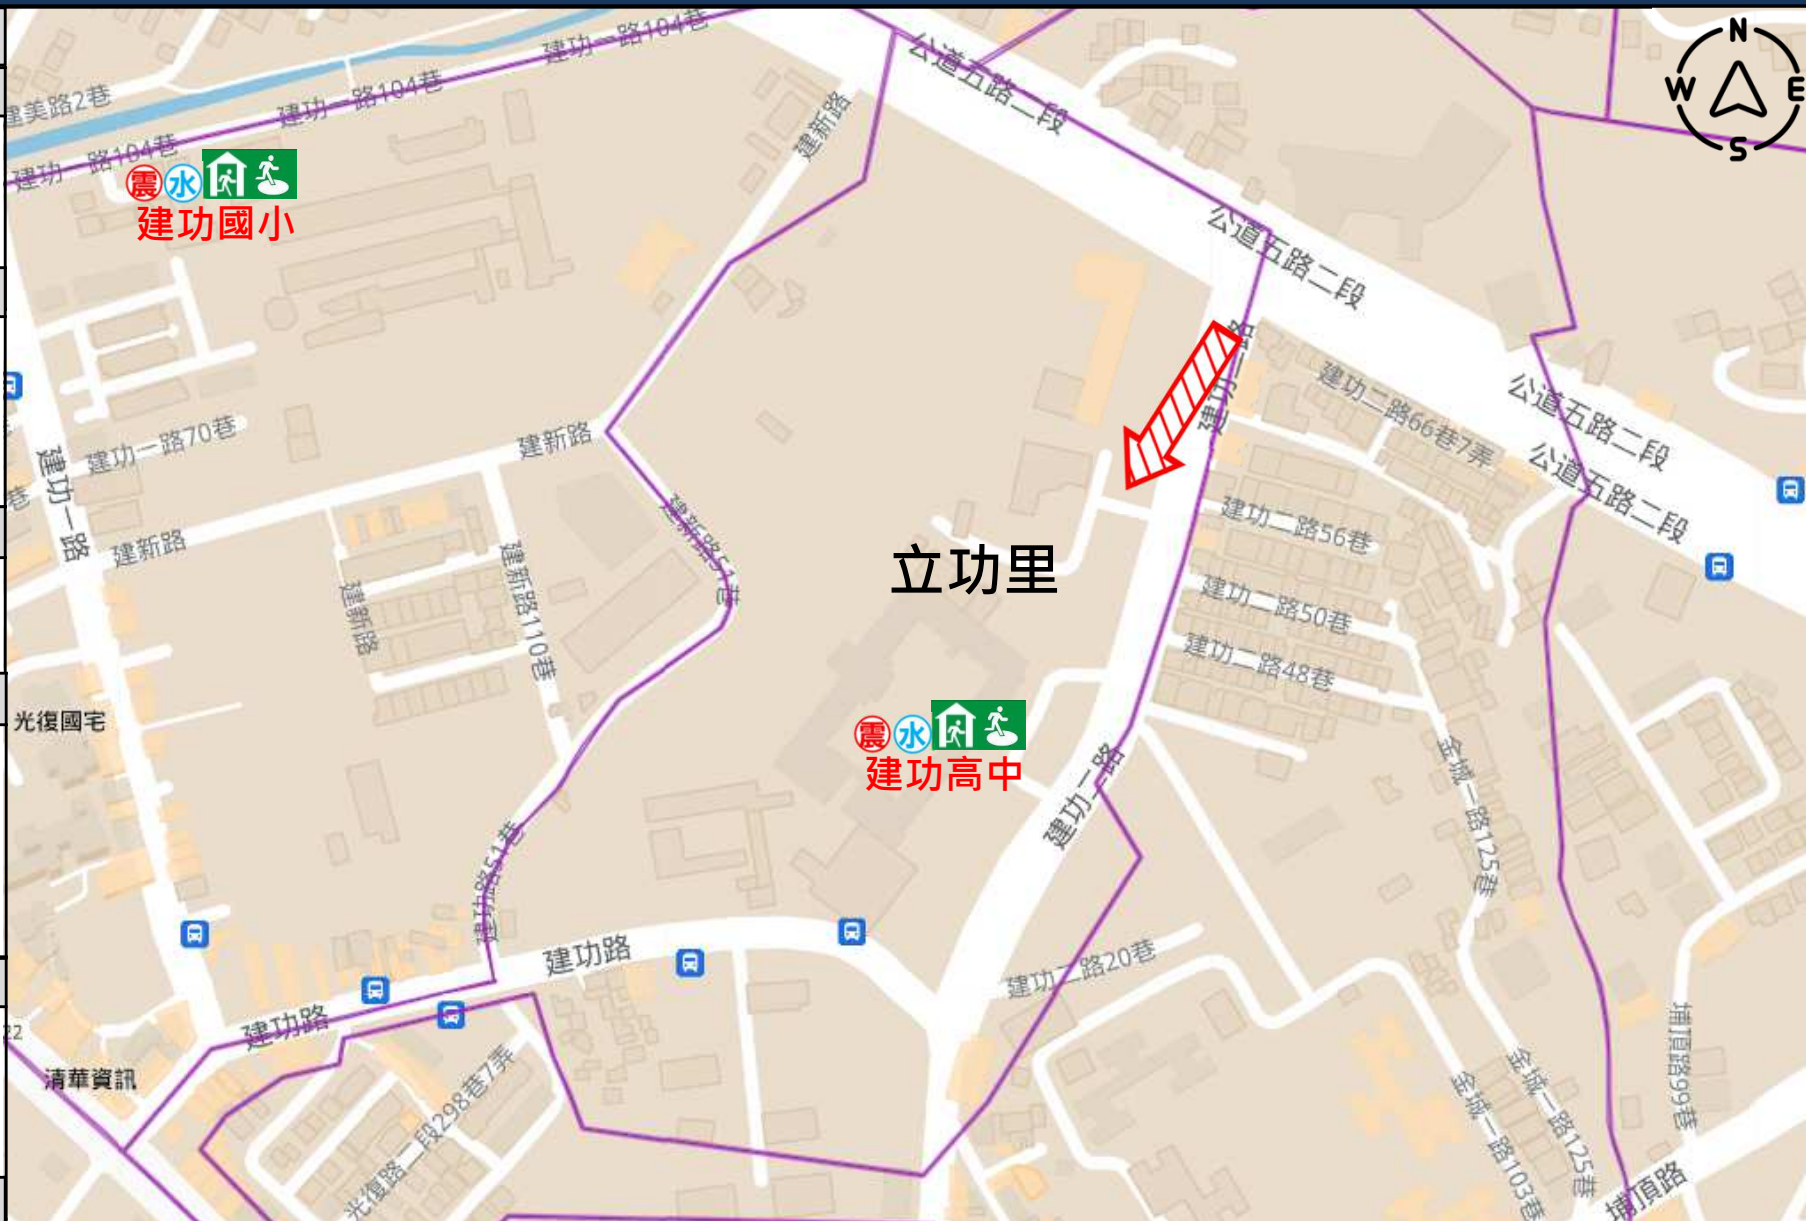 建功一路104巷
公道五路二段
N
W
E
S
建美路2巷
建功一路104巷
建新路
建功一路104巷
震
水
建功國小
公道五路二段
建功二路
建功二路66巷7弄
公道五路二段
建功一路70巷
建新路
巷
建功一路
公道五路二段
建新路
建新路51巷
建功二路56巷
立功里
建新路
建新路110巷
建功二路50巷
建功二路48巷
光復國宅
震
水
建功高中
建功二路
金城一路125巷
建功路51巷
建功路
建功二路20巷
建功路
22
清華資訊
光復路二段298巷7弄
埔頂路99巷
金城一路103巷
金城一路125巷
埔頂路